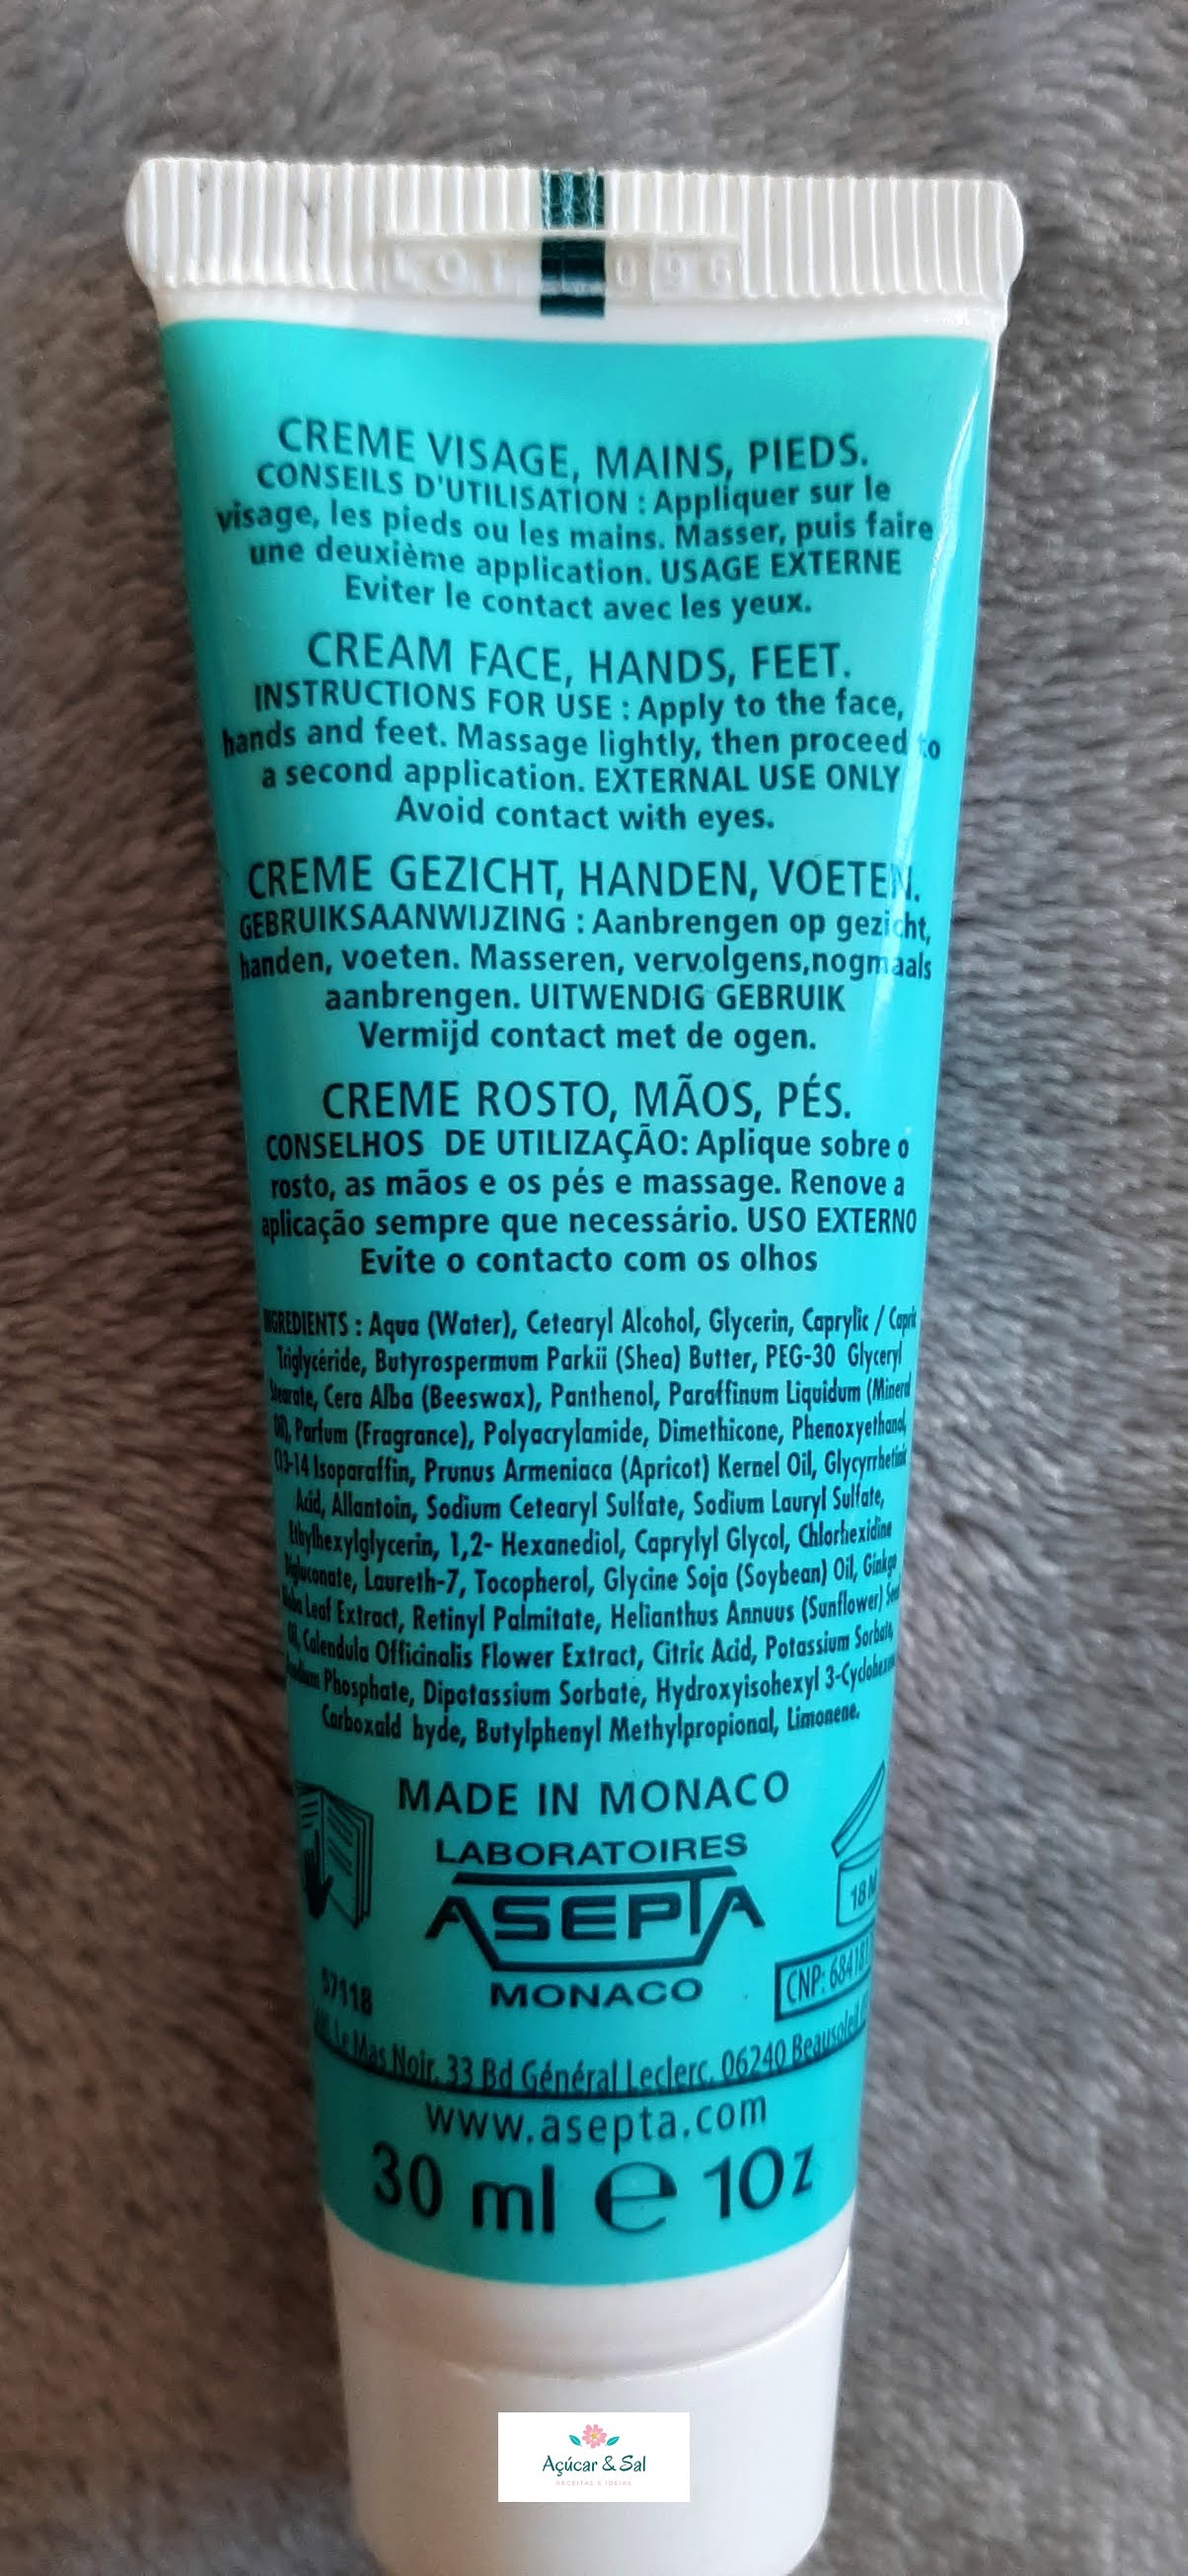 LOT 096
CREME VISAGE, MAINS, PIEDS.
CONSEILS D'UTILISATION : Appliquer sur le
visage, les pieds ou les mains. Masser, puis faire
une deuxième application. USAGE EXTERNE
Eviter le contact avec les yeux.
CREAM FACE, HANDS, FEET.
INSTRUCTIONS FOR USE : Apply to the face,
hands and feet. Massage lightly, then proceed to
a second application. EXTERNAL USE ONLY
Avoid contact with eyes.
CREME GEZICHT, HANDEN, VOETEN.
GEBRUIKSAANWIJZING : Aanbrengen op gezicht,
handen, voeten. Masseren, vervolgens,nogmaals
aanbrengen. UITWENDIG GEBRUIK
Vermijd contact met de ogen.
CREME ROSTO, MÃOS, PÉS.
CONSELHOS DE UTILIZAÇÃO: Aplique sobre o
rosto, as mãos e os pés e massage. Renove a
aplicação sempre que necessário. USO EXTERNO
Evite o contacto com os olhos
INGREDIENTS : Aqua (Water), Cetearyl Alcohol, Glycerin, Caprylic / Capric
Triglycéride, Butyrospermum Parkii (Shea) Butter, PEG-30 Glyceryl
Stearate, Cera Alba (Beeswax), Panthenol, Paraffinum Liquidum (Mineral
Oil), Parfum (Fragrance), Polyacrylamide, Dimethicone, Phenoxyethanol,
C13-14 Isoparaffin, Prunus Armeniaca (Apricot) Kernel Oil, Glycyrrhetinic
Acid, Allantoin, Sodium Cetearyl Sulfate, Sodium Lauryl Sulfate,
Ethylhexylglycerin, 1,2- Hexanediol, Caprylyl Glycol, Chlorhexidine
Digluconate, Laureth-7, Tocopherol, Glycine Soja (Soybean) Oil, Ginkgo
Biloba Leaf Extract, Retinyl Palmitate, Helianthus Annuus (Sunflower) Seed
Oil, Calendula Officinalis Flower Extract, Citric Acid, Potassium Sorbate,
Phosphate, Dipotassium Sorbate, Hydroxyisohexyl 3-Cyclohexene
Carboxald hyde, Butylphenyl Methylpropional, Limonene.
MADE IN MONACO
LABORATOIRES
ASEPTA
MONACO
18 M
57118
CNP:
Le Mas Noir, 33 Bd Général Leclerc, 06240 Beausoleil
www.asepta.com
30 ml e 1Oz
Açúcar & Sal
RECEITAS E IDEIAS